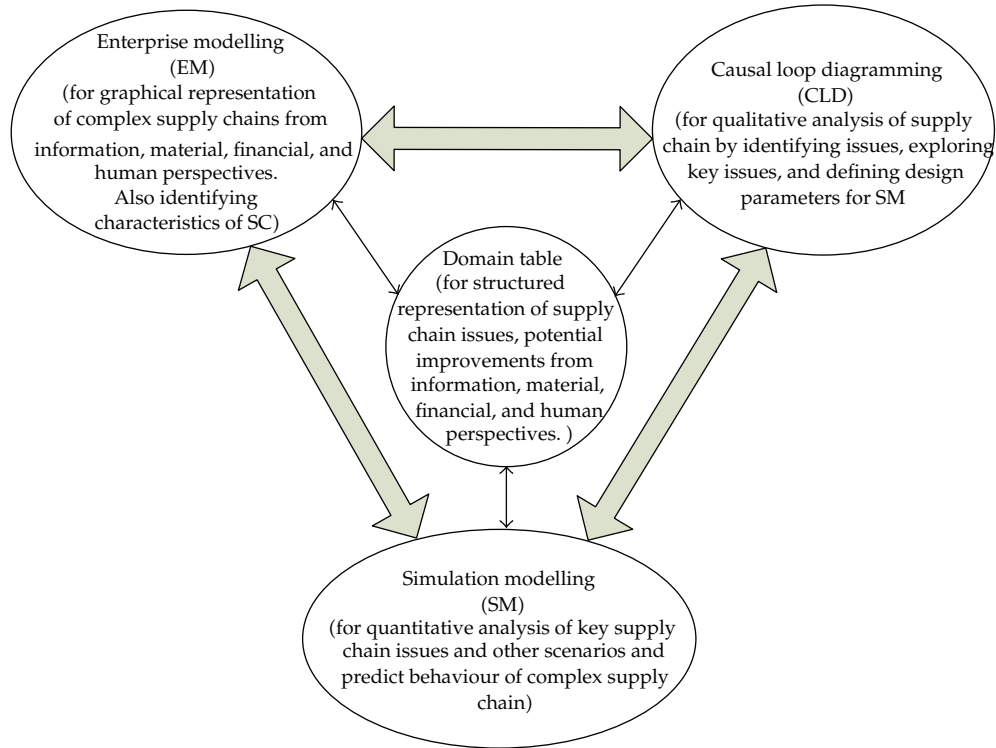 Enterprise modelling
(EM)
(for graphical representation
of complex supply chains from
information, material, financial, and
human perspectives.
Also identifying
characteristics of SC)
Causal loop diagramming
(CLD)
(for qualitative analysis of supply
chain by identifying issues, exploring
key issues, and defining design
parameters for SM
Domain table
(for structured
representation of supply
chain issues, potential
improvements from
information, material,
financial, and human
perspectives. )
Simulation modelling
(SM)
(for quantitative analysis of key supply
chain issues and other scenarios and
predict behaviour of complex supply
chain)